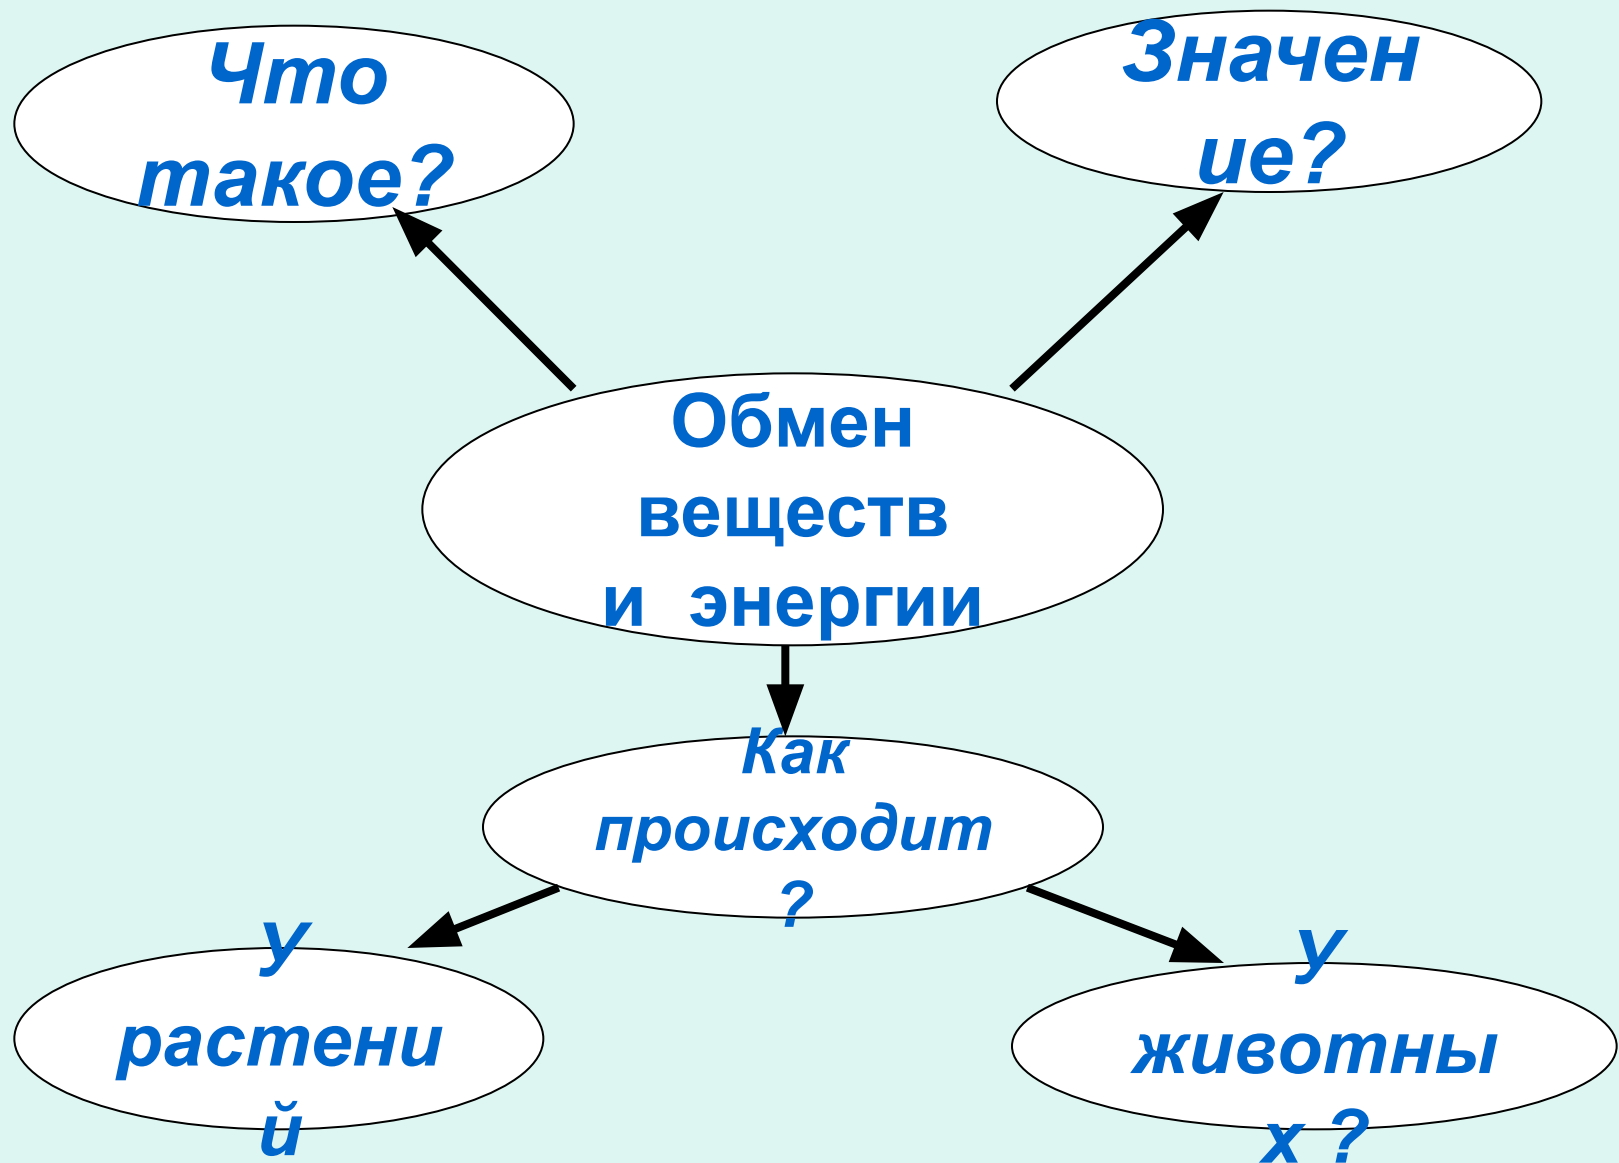 Что
такое?
Значен
ие?
Обмен
веществ
и энергии
Как
происходит
?
У
растени
й
У
животны
х ?